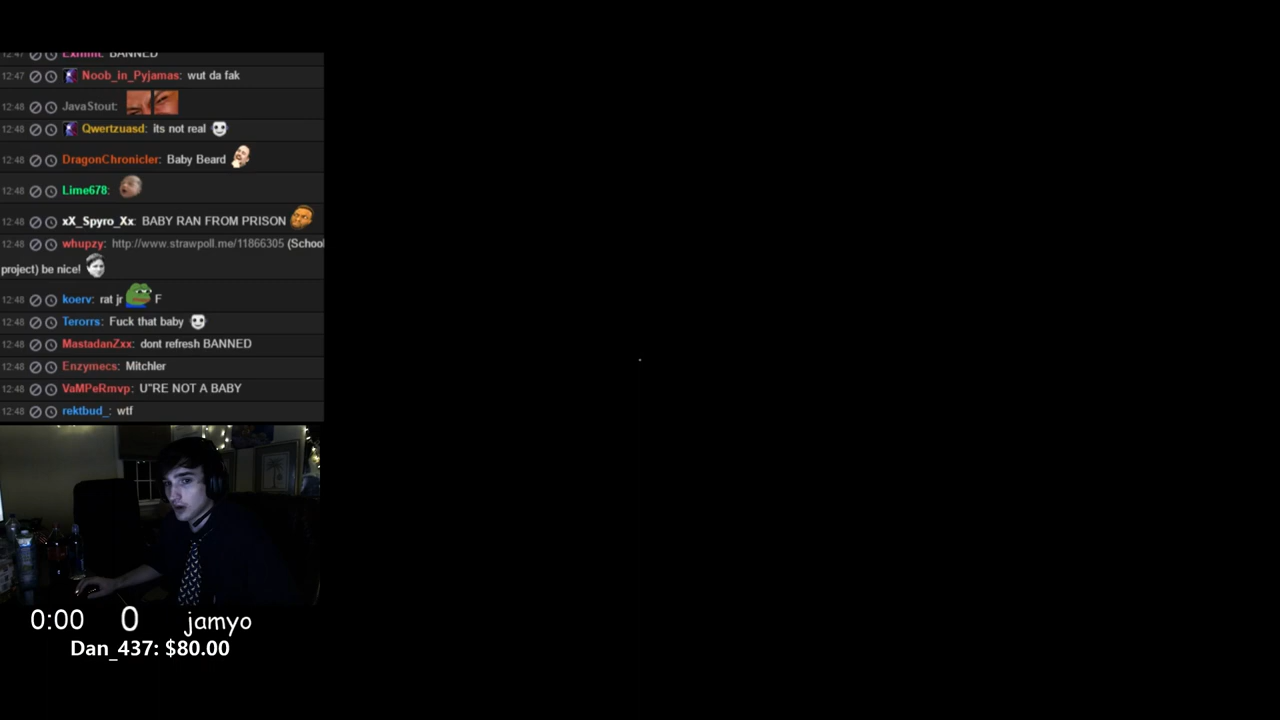 12:47 Exhiht: BANNED
12:47 Noob_in_Pyjamas: wut da fak
12:48 JavaStout:
12:48 Qwertzuasd: its not real
12:48 DragonChronicler: Baby Beard
12:48 Lime678:
12:48 xX_Spyro_Xx: BABY RAN FROM PRISON
12:48 whupzy: http://www.strawpoll.me/11866305 (School
project) be nice!
12:48 koerv: rat jr F
12:48 Terorrs: Fuck that baby
12:48 MastadanZxx: dont refresh BANNED
12:48 Enzymecs: Mitchler
12:48 VaMPeRmvp: U"RE NOT A BABY
12:48 rektbud_: wtf
0:00 0 jamyo
Dan_437: $80.00